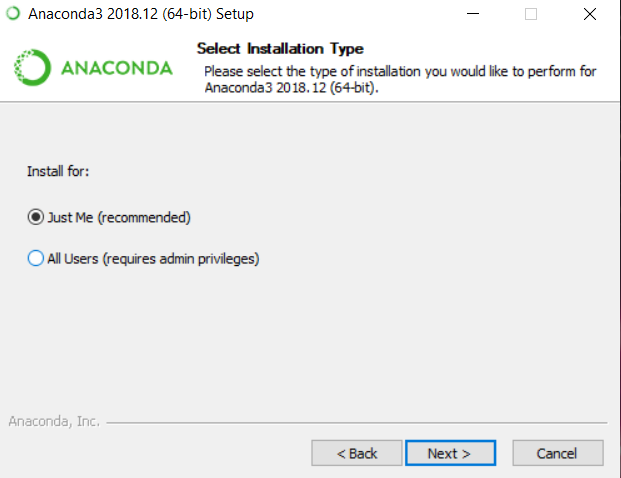 Anaconda3 2018.12 (64-bit) Setup
ANACONDA
Select Installation Type
Please select the type of installation you would like to perform for
Anaconda3 2018.12 (64-bit).
Install for:
Just Me (recommended)
All Users (requires admin privileges)
Anaconda, Inc.
< Back
Next >
Cancel